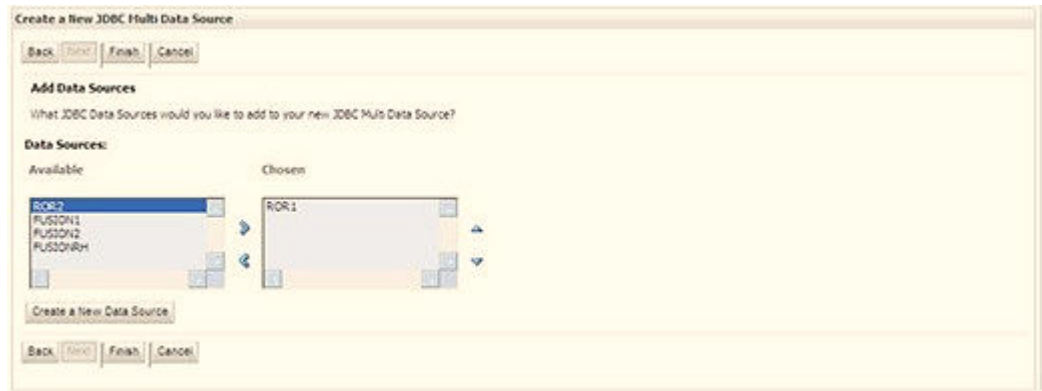 Create a New JDBC Multi Data Source
Back Next Finish Cancel
Add Data Sources
What JDBC Data Sources would you like to add to your new JDBC Multi Data Source?
Data Sources:
Available Chosen
ROR2 ROR1
FUSION1
FUSION2
FUSIONRH
Create a New Data Source
Back Next Finish Cancel